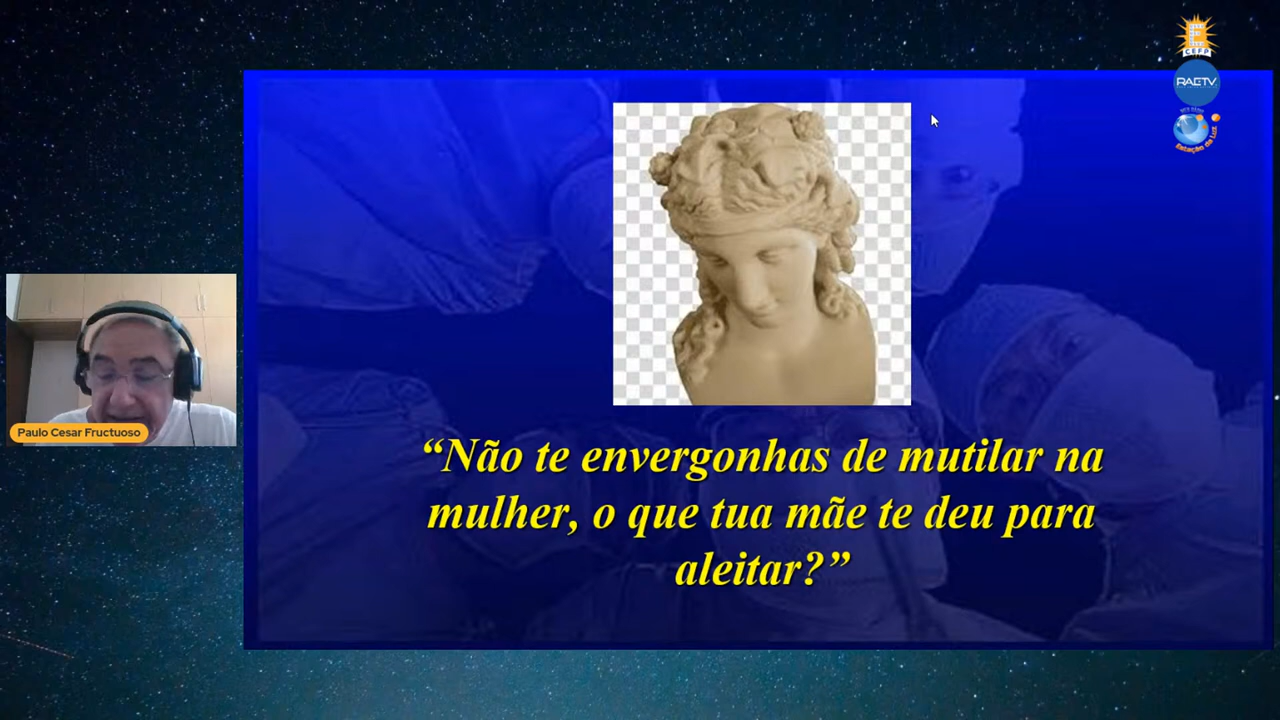 CEFP
RAETV
Estação da Luz
Paulo Cesar Fructuoso
“Não te envergonhas de mutilar na
mulher, o que tua mãe te deu para
aleitar?”